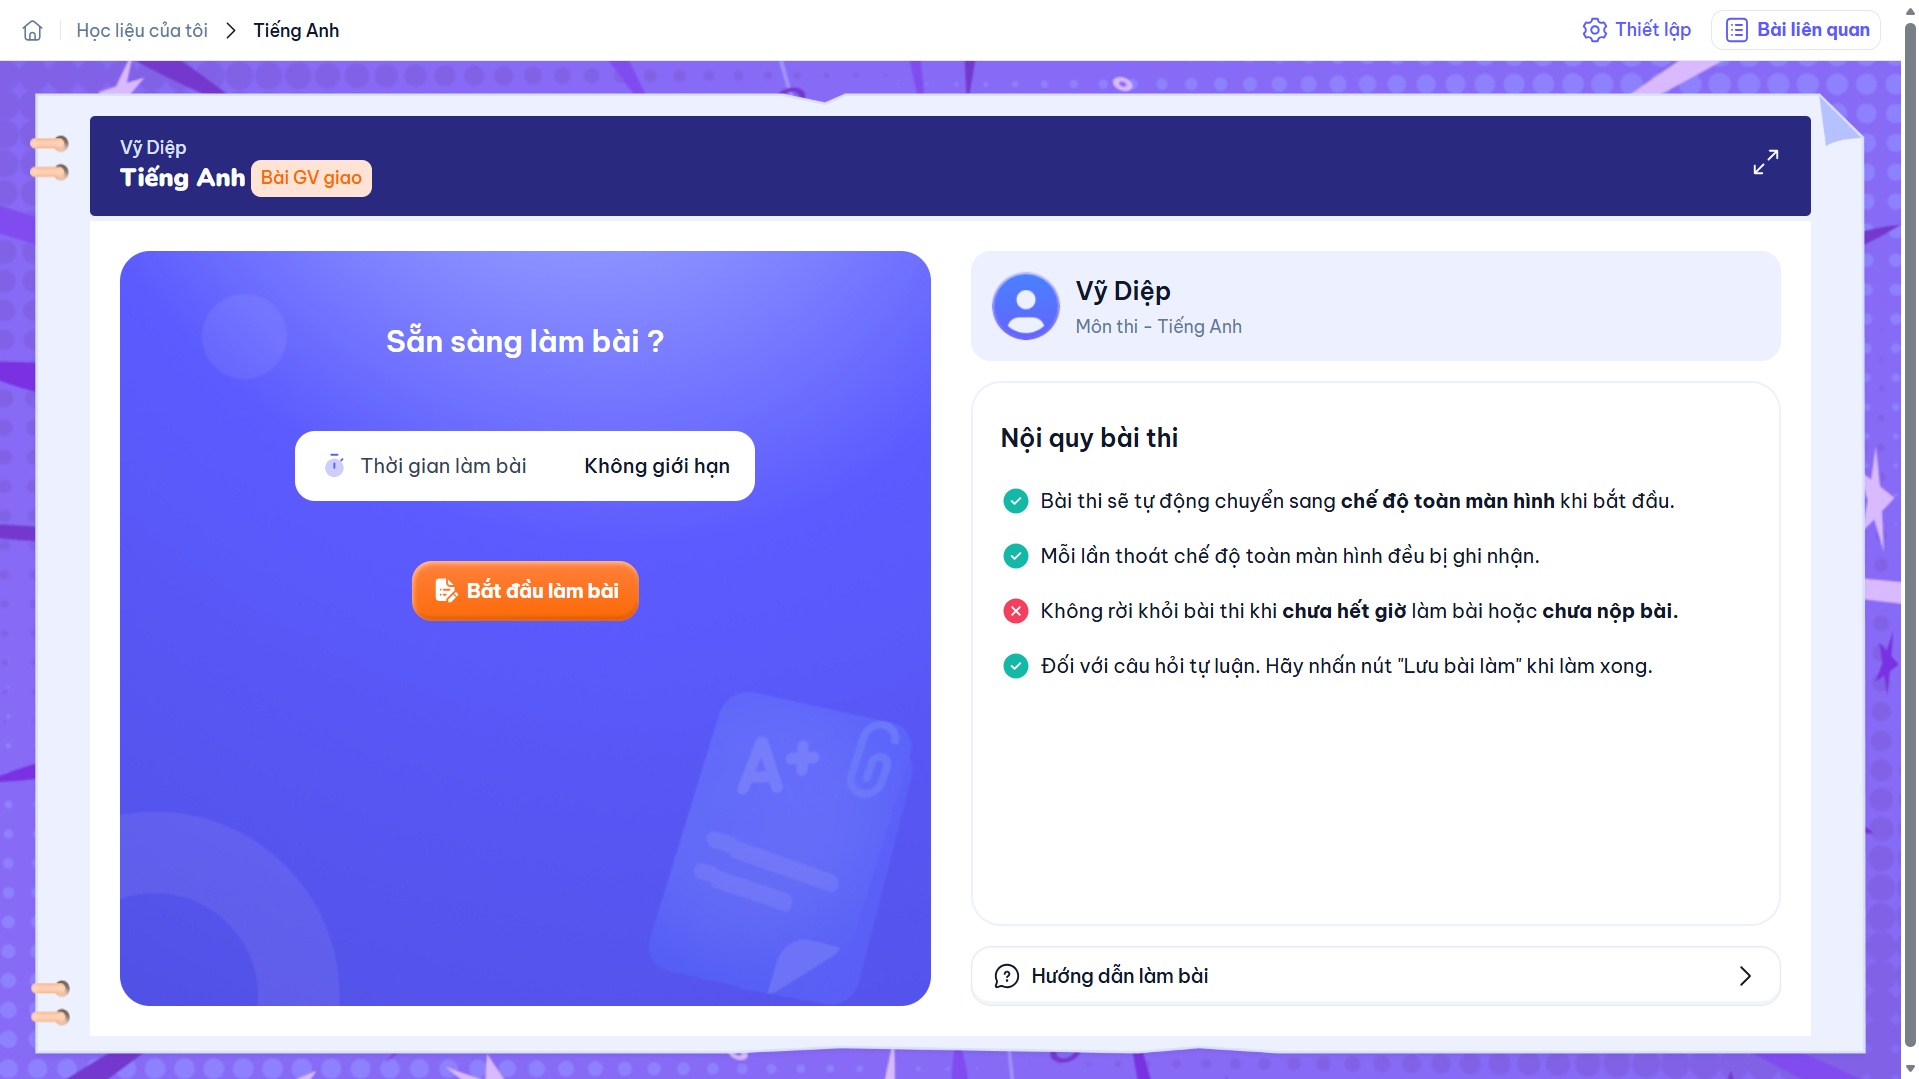 Học liệu của tôi > Tiếng Anh
Thiết lập
Bài liên quan
Vỹ Diệp
Tiếng Anh Bài GV giao
Sẵn sàng làm bài ?
Thời gian làm bài Không giới hạn
Bắt đầu làm bài
A+
Vỹ Diệp
Môn thi - Tiếng Anh
Nội quy bài thi
Bài thi sẽ tự động chuyển sang chế độ toàn màn hình khi bắt đầu.
Mỗi lần thoát chế độ toàn màn hình đều bị ghi nhận.
Không rời khỏi bài thi khi chưa hết giờ làm bài hoặc chưa nộp bài.
Đối với câu hỏi tự luận. Hãy nhấn nút "Lưu bài làm" khi làm xong.
Hướng dẫn làm bài